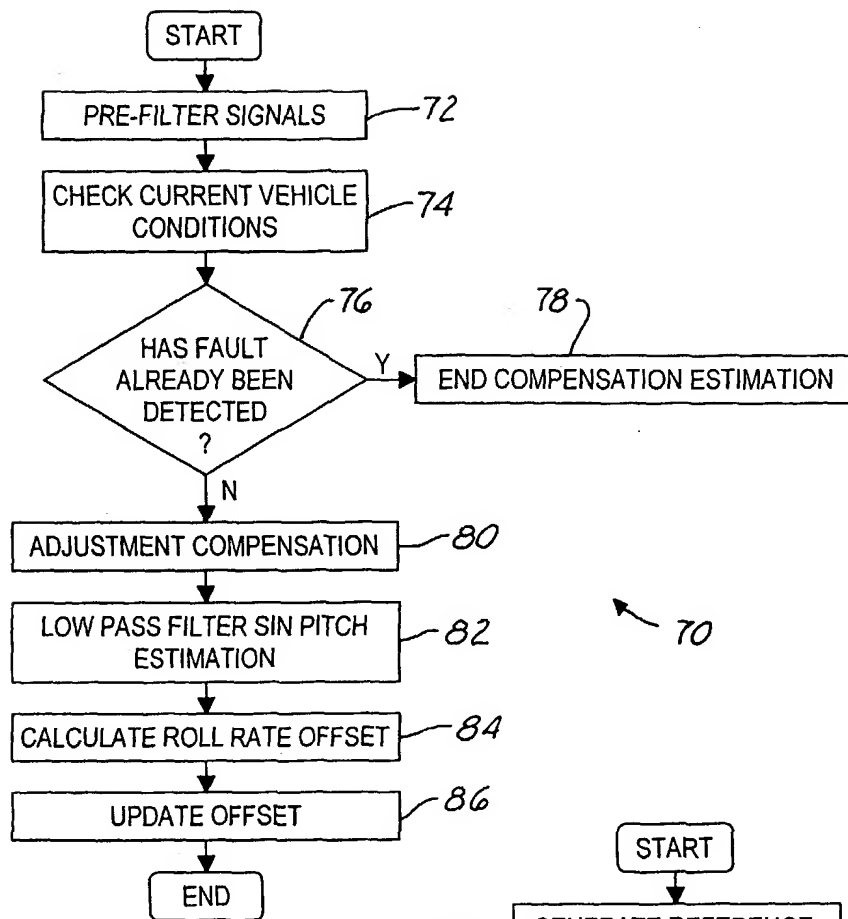 START
PRE-FILTER SIGNALS
72
CHECK CURRENT VEHICLE
CONDITIONS
74
76
HAS FAULT
ALREADY BEEN
DETECTED
?
Y
78
END COMPENSATION ESTIMATION
N
ADJUSTMENT COMPENSATION
80
LOW PASS FILTER SIN PITCH
ESTIMATION
82
70
CALCULATE ROLL RATE OFFSET
84
UPDATE OFFSET
86
END
START
GENERATE REFERENCE